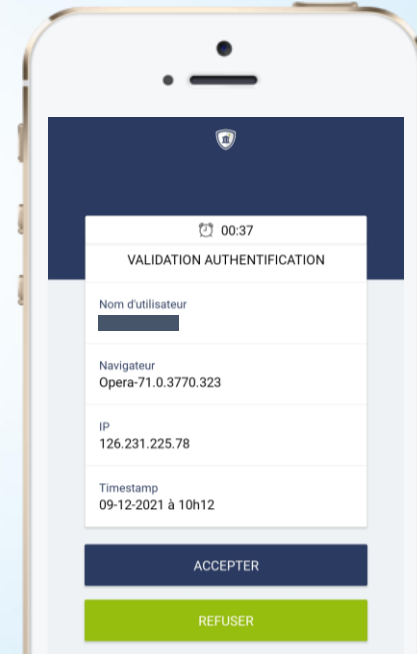 00:37
VALIDATION AUTHENTIFICATION
Nom d'utilisateur
Navigateur
Opera-71.0.3770.323
IP
126.231.225.78
Timestamp
09-12-2021 à 10h12
ACCEPTER
REFUSER